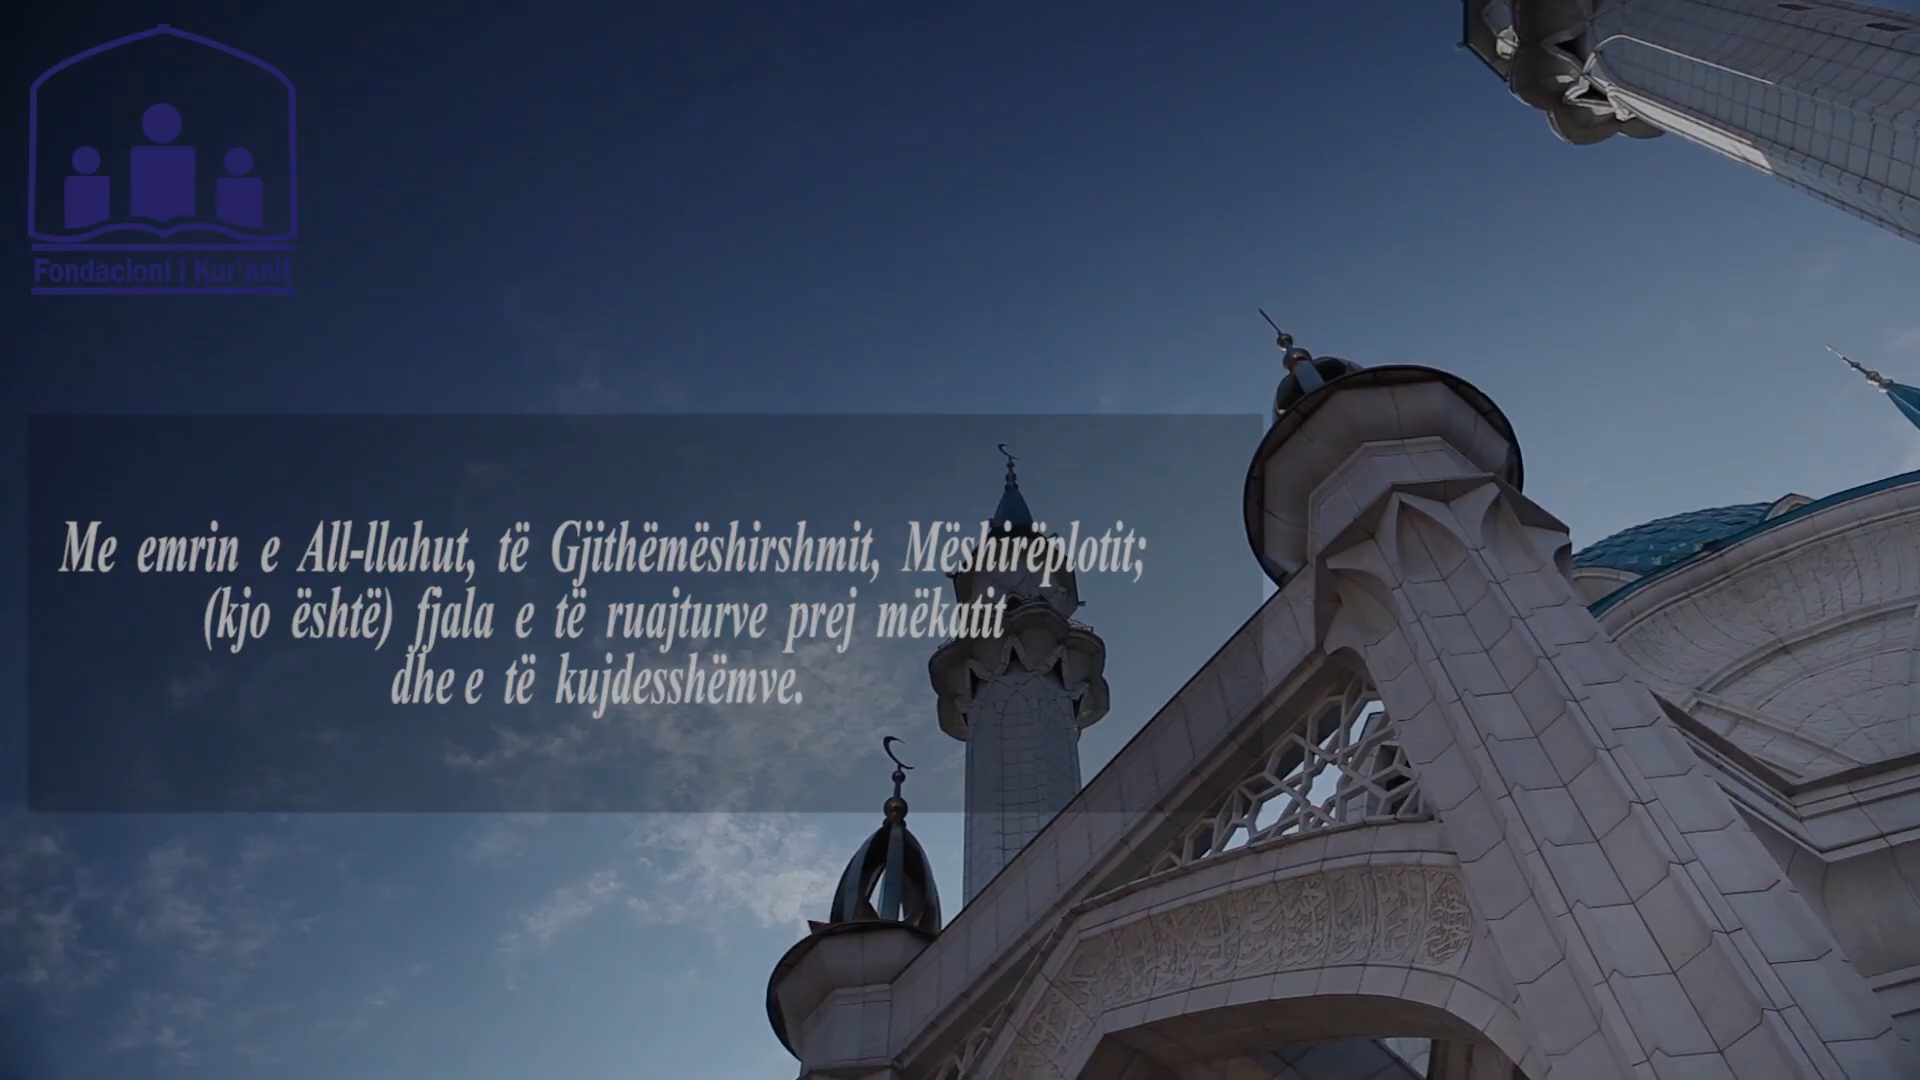 Fondacioni | Kur'anit
Me emrin e All-llahut, të Gjithëmëshirshmit, Mëshirëplotit;
(kjo është) fjala e të ruajturve prej mëkatit
dhe e të kujdesshëmve.